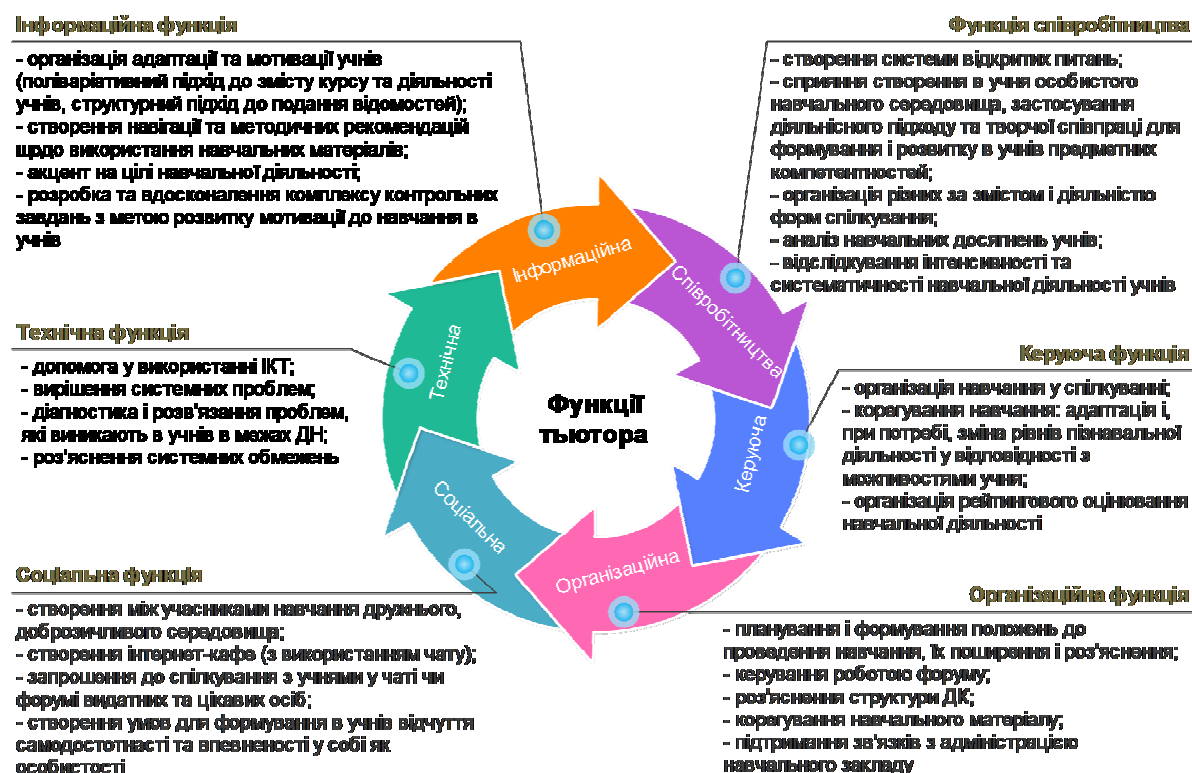 Інформаційна функція
- організація адаптації та мотивації учнів
(поліваріативний підхід до змісту курсу та діяльності
учнів, структурний підхід до подання відомостей);
- створення навігації та методичних рекомендацій
щодо використання навчальних матеріалів;
- акцент на цілі навчальної діяльності;
- розробка та вдосконалення комплексу контрольних
завдань з метою розвитку мотивації до навчання в
учнів
Функція співробітництва
- створення системи відкритих питань;
- сприяння створення в учня особистого
навчального середовища, застосування
діяльнісного підходу та творчої співпраці для
формування і розвитку в учнів предметних
компетентностей;
- організація різних за змістом і діяльністю
форм спілкування;
- аналіз навчальних досягнень учнів;
- відслідкування інтенсивності та
систематичності навчальної діяльності учнів
Технічна функція
- допомога у використанні ІКТ;
- вирішення системних проблем;
- діагностика і розв'язання проблем,
які виникають в учнів в межах ДН;
- роз'яснення системних обмежень
Інформаційна
Співробітництва
Керуюча
Організаційна
Соціальна
Технічна
Функції
тьютора
Керуюча функція
- організація навчання у спілкуванні;
- корегування навчання: адаптація і,
при потребі, зміна рівнів пізнавальної
діяльності у відповідності з
можливостями учня;
- організація рейтингового оцінювання
навчальної діяльності
Соціальна функція
- створення між учасниками навчання дружнього,
доброзичливого середовища;
- створення інтернет-кафе (з використанням чату);
- запрошення до спілкування з учнями у чаті чи
форумі видатних та цікавих осіб;
- створення умов для формування в учнів відчуття
самодостотнасті та впевненості у собі як
особистості
Організаційна функція
- планування і формування положень до
проведення навчання, їх поширення і роз'яснення;
- керування роботою форуму;
- роз'яснення структури ДК;
- корегування навчального матеріалу;
- підтримання зв'язків з адміністрацією
навчального закладу